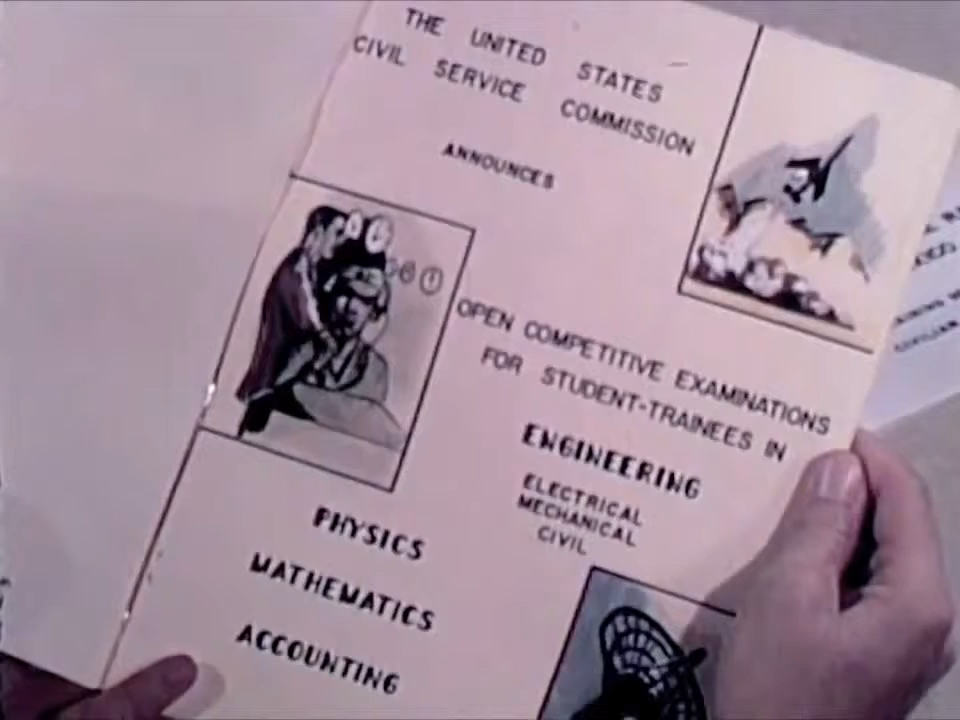 THE UNITED STATES
CIVIL SERVICE COMMISSION
ANNOUNCES
OPEN COMPETITIVE EXAMINATIONS
FOR STUDENT-TRAINEES IN
ENGINEERING
ELECTRICAL
MECHANICAL
CIVIL
PHYSICS
MATHEMATICS
ACCOUNTING